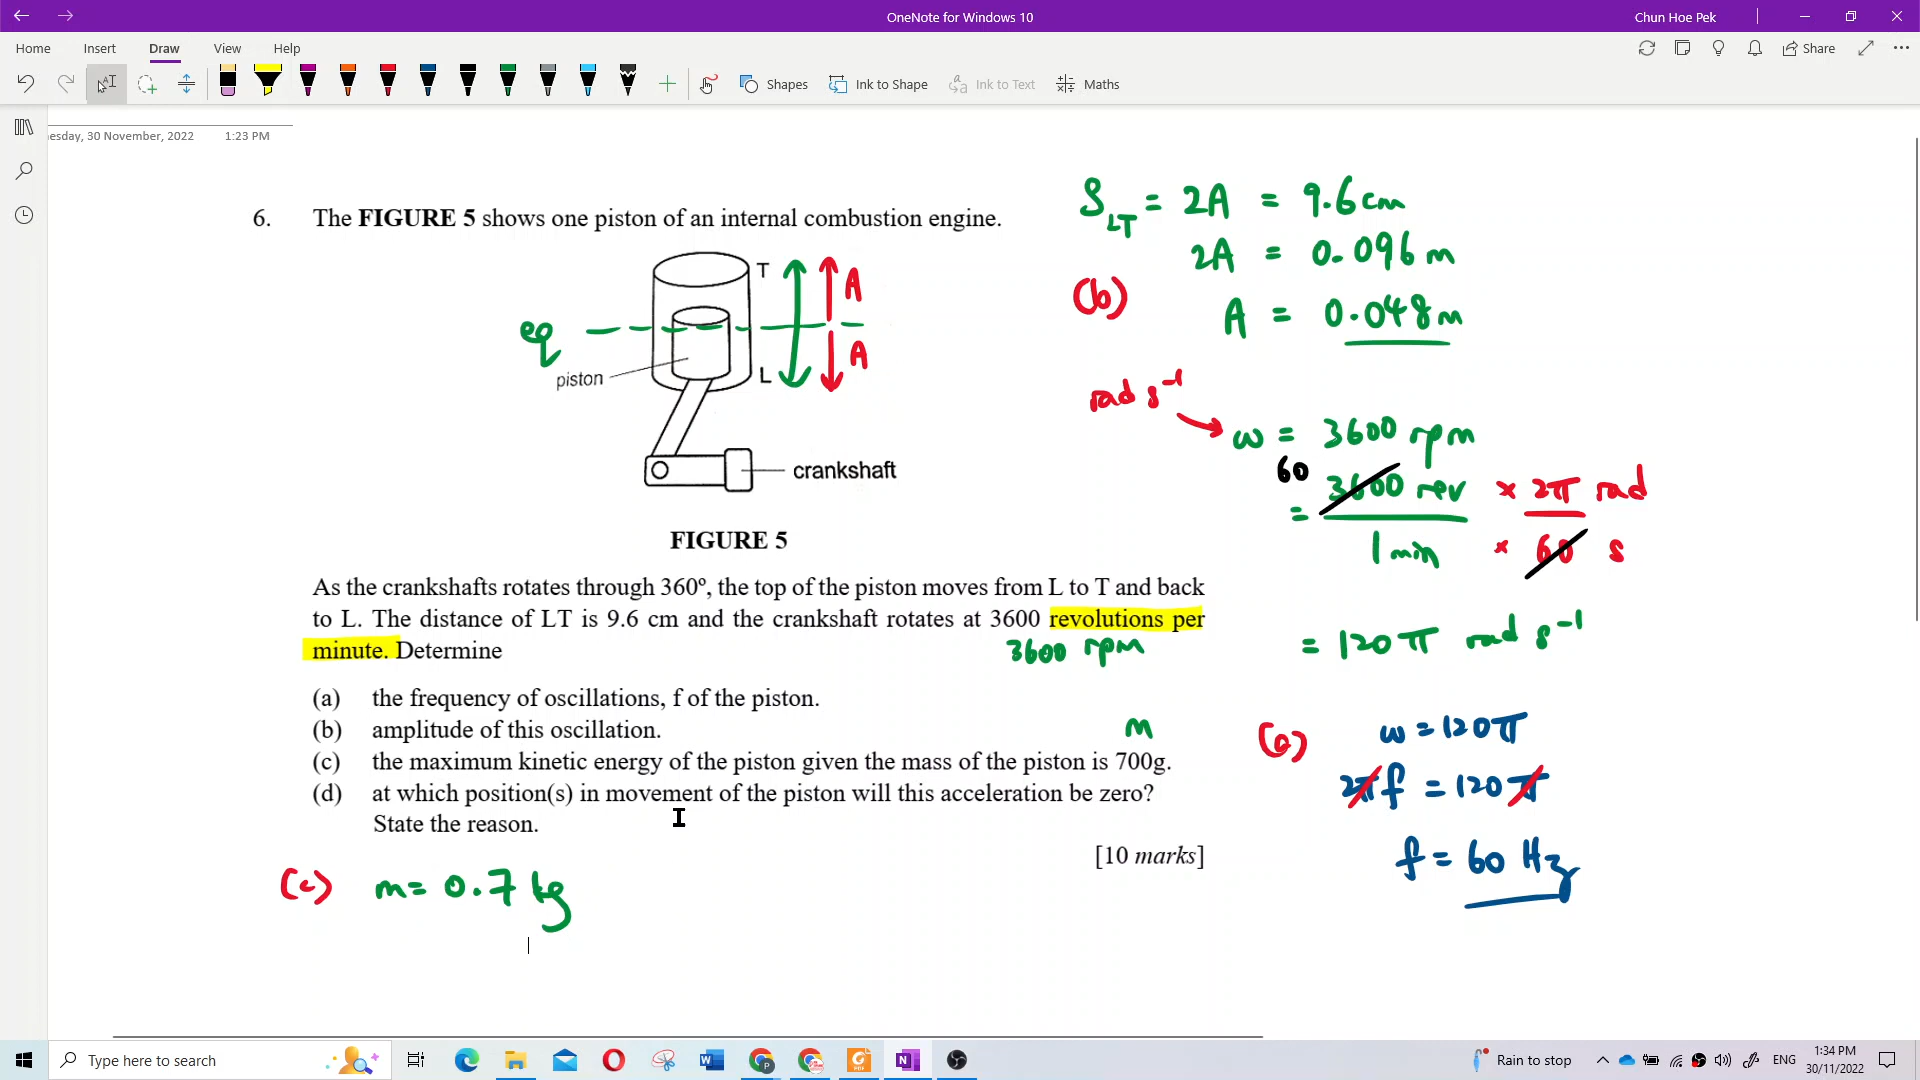 OneNote for Windows 10
Chun Hoe Pek
Home Insert Draw View Help
Share
Shapes Ink to Shape Ink to Text Maths
esday, 30 November, 2022 1:23 PM
6. The FIGURE 5 shows one piston of an internal combustion engine.
T
A
eq
A
piston
L
crankshaft
FIGURE 5
As the crankshafts rotates through 360º, the top of the piston moves from L to T and back
to L. The distance of LT is 9.6 cm and the crankshaft rotates at 3600 revolutions per
minute. Determine
3600 rpm
(a) the frequency of oscillations, f of the piston.
(b) amplitude of this oscillation.
m
(c) the maximum kinetic energy of the piston given the mass of the piston is 700g.
(d) at which position(s) in movement of the piston will this acceleration be zero?
State the reason.
[10 marks]
(c) m = 0.7 kg
S_LT = 2A = 9.6 cm
2A = 0.096 m
(b) A = 0.048 m
rad s⁻¹
ω = 3600 rpm
60
= 3600 rev × 2π rad
1 min × 60 s
= 120 π rad s⁻¹
(a) ω = 120π
2π f = 120 π
f = 60 Hz
Type here to search
Rain to stop
ENG
1:34 PM
30/11/2022